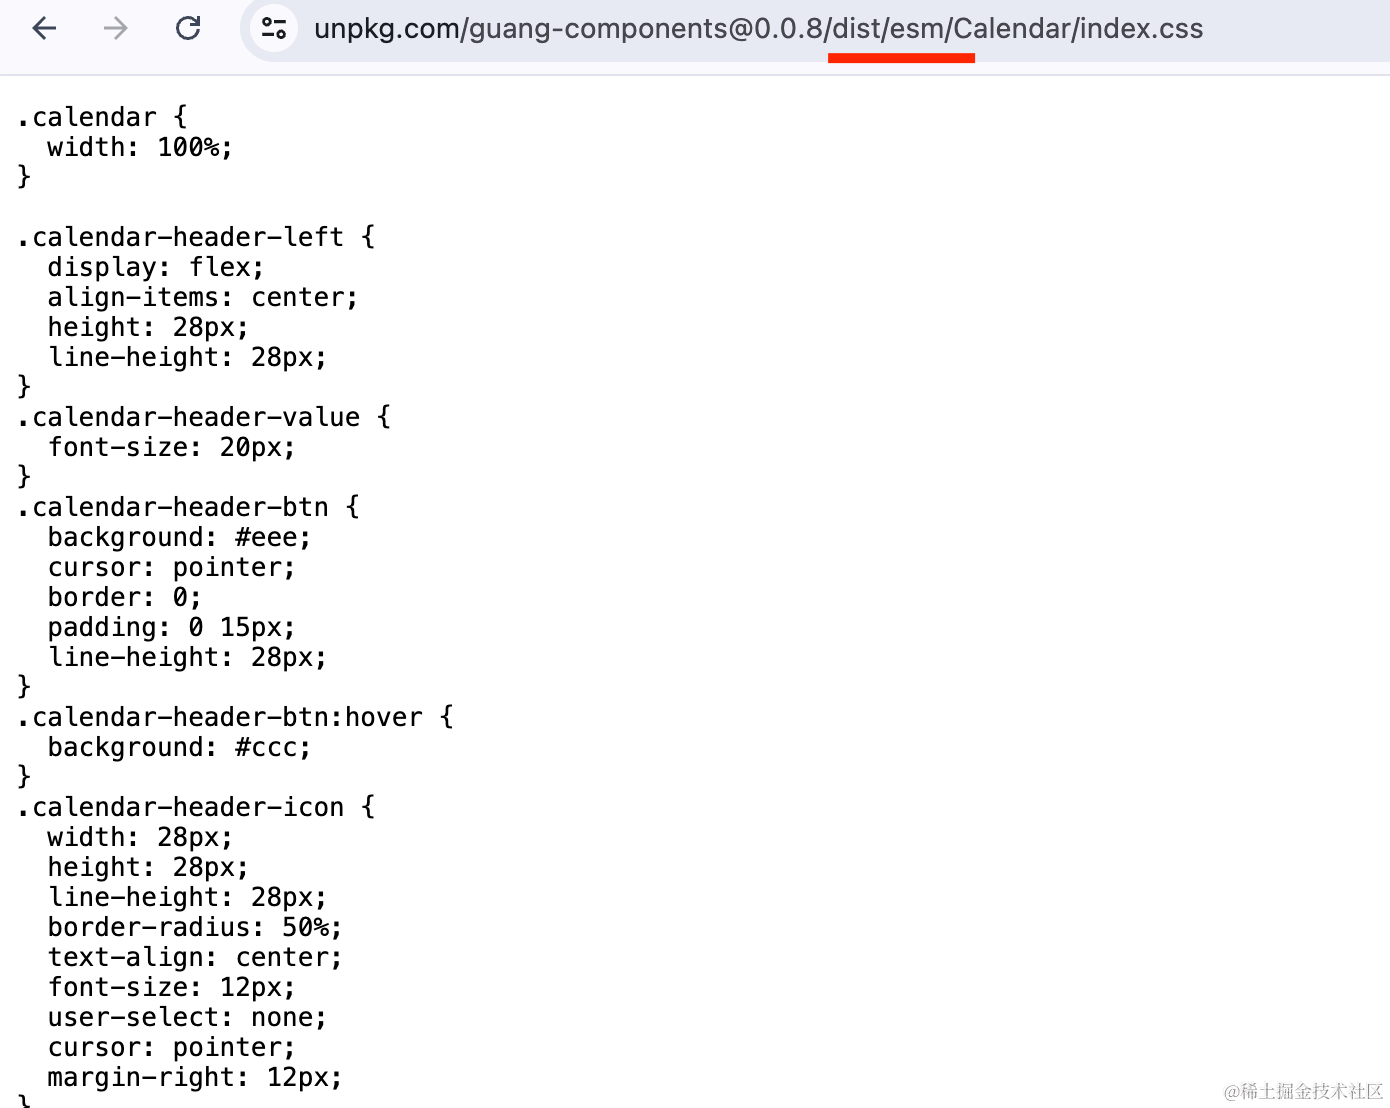 unpkg.com/guang-components@0.0.8/dist/esm/Calendar/index.css
.calendar {
  width: 100%;
}

.calendar-header-left {
  display: flex;
  align-items: center;
  height: 28px;
  line-height: 28px;
}
.calendar-header-value {
  font-size: 20px;
}
.calendar-header-btn {
  background: #eee;
  cursor: pointer;
  border: 0;
  padding: 0 15px;
  line-height: 28px;
}
.calendar-header-btn:hover {
  background: #ccc;
}
.calendar-header-icon {
  width: 28px;
  height: 28px;
  line-height: 28px;
  border-radius: 50%;
  text-align: center;
  font-size: 12px;
  user-select: none;
  cursor: pointer;
  margin-right: 12px;
}
@稀土掘金技术社区